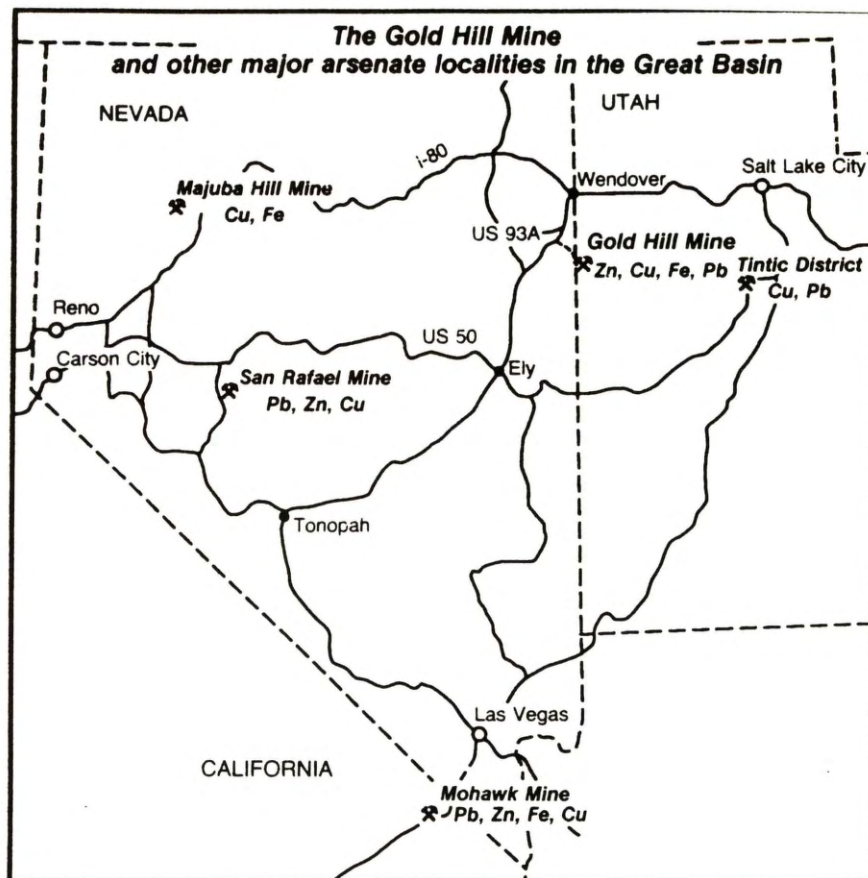 The Gold Hill Mine
and other major arsenate localities in the Great Basin
NEVADA
UTAH
i-80
Wendover
Salt Lake City
Majuba Hill Mine
Cu, Fe
US 93A
Gold Hill Mine
Zn, Cu, Fe, Pb
Tintic District
Cu, Pb
Reno
US 50
Carson City
Ely
San Rafael Mine
Pb, Zn, Cu
Tonopah
Las Vegas
CALIFORNIA
Mohawk Mine
Pb, Zn, Fe, Cu